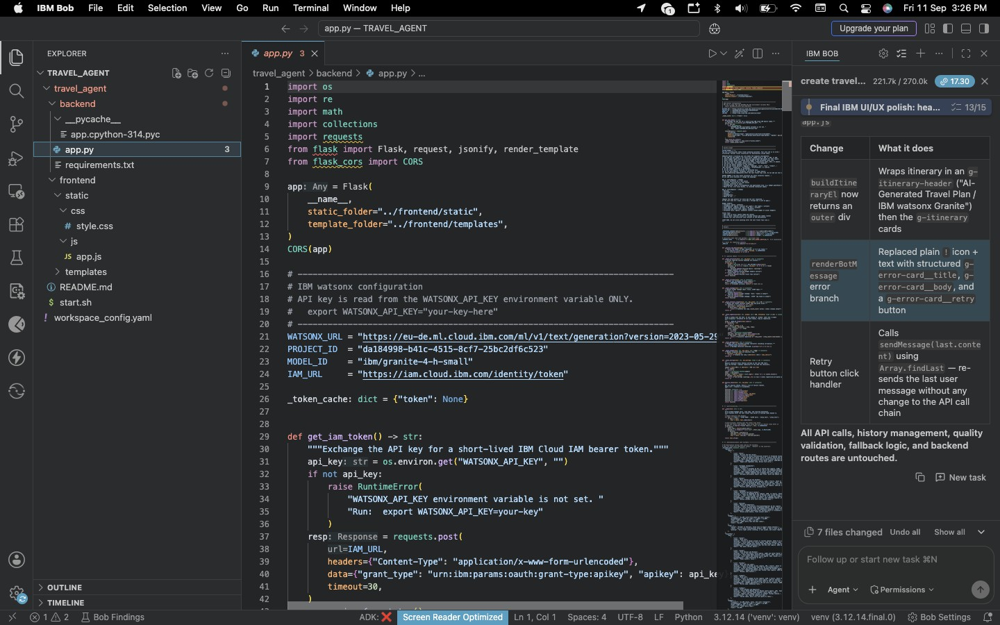 IBM Bob File Edit Selection View Go Run Terminal Window Help
1
Fri 11 Sep 3:26 PM
app.py — TRAVEL_AGENT
Upgrade your plan
EXPLORER
TRAVEL_AGENT
travel_agent
backend
__pycache__
app.cpython-314.pyc
app.py 3
requirements.txt
frontend
static
css
# style.css
js
JS app.js
templates
README.md
$ start.sh
! workspace_config.yaml
OUTLINE
TIMELINE
app.py 3
travel_agent > backend > app.py > ...
1 import os
2 import re
3 import math
4 import collections
5 import requests
6 from flask import Flask, request, jsonify, render_template
7 from flask_cors import CORS
8
9 app: Any = Flask(
10 __name__,
11 static_folder="../frontend/static",
12 template_folder="../frontend/templates",
13 )
14 CORS(app)
15
16 # ----------------------------------------------------------------------------
17 # IBM watsonx configuration
18 # API key is read from the WATSONX_API_KEY environment variable ONLY.
19 #   export WATSONX_API_KEY="your-key-here"
20 # ----------------------------------------------------------------------------
21 WATSONX_URL = "https://eu-de.ml.cloud.ibm.com/ml/v1/text/generation?version=2023-05-29
22 PROJECT_ID  = "da184998-b41c-4515-8cf7-25bc2df6c523"
23 MODEL_ID    = "ibm/granite-4-h-small"
24 IAM_URL     = "https://iam.cloud.ibm.com/identity/token"
25
26 _token_cache: dict = {"token": None}
27
28
29 def get_iam_token() -> str:
30 """Exchange the API key for a short-lived IBM Cloud IAM bearer token."""
31 api_key: str = os.environ.get("WATSONX_API_KEY", "")
32 if not api_key:
33 raise RuntimeError(
34 "WATSONX_API_KEY environment variable is not set. "
35 "Run:  export WATSONX_API_KEY=your-key"
36 )
37 resp: Response = requests.post(
38 url=IAM_URL,
39 headers={"Content-Type": "application/x-www-form-urlencoded"},
40 data={"grant_type": "urn:ibm:params:oauth:grant-type:apikey", "apikey": api_key
41 timeout=30,
42 )
IBM BOB
create travel... 221.7k / 270.0k 17.30
Final IBM UI/UX polish: hea... 13/15
app.js
Change What it does
buildItine
raryEl now
returns an
outer div
Wraps itinerary in an g-
itinerary-header ("AI-
Generated Travel Plan /
IBM watsonx Granite")
then the g-itinerary
cards
renderBotM
essage
error
branch
Replaced plain ! icon +
text with structured g-
error-card__title, g-
error-card__body, and
a g-error-card__retry
button
Retry
button click
handler
Calls
sendMessage(last.conte
nt) using
Array.findLast — re-
sends the last user
message without any
change to the API call
chain
All API calls, history management, quality
validation, fallback logic, and backend
routes are untouched.
New task
7 files changed Undo all Show all
Follow up or start new task ⌘N
Agent Permissions
1 2 Bob Findings
ADK: ❌ Screen Reader Optimized Ln 1, Col 1 Spaces: 4 UTF-8 LF Python 3.12.14 ('venv': venv) venv (3.12.14.final.0) Bob Settings